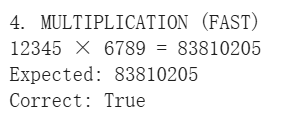 4. MULTIPLICATION (FAST)
12345 × 6789 = 83810205
Expected: 83810205
Correct: True